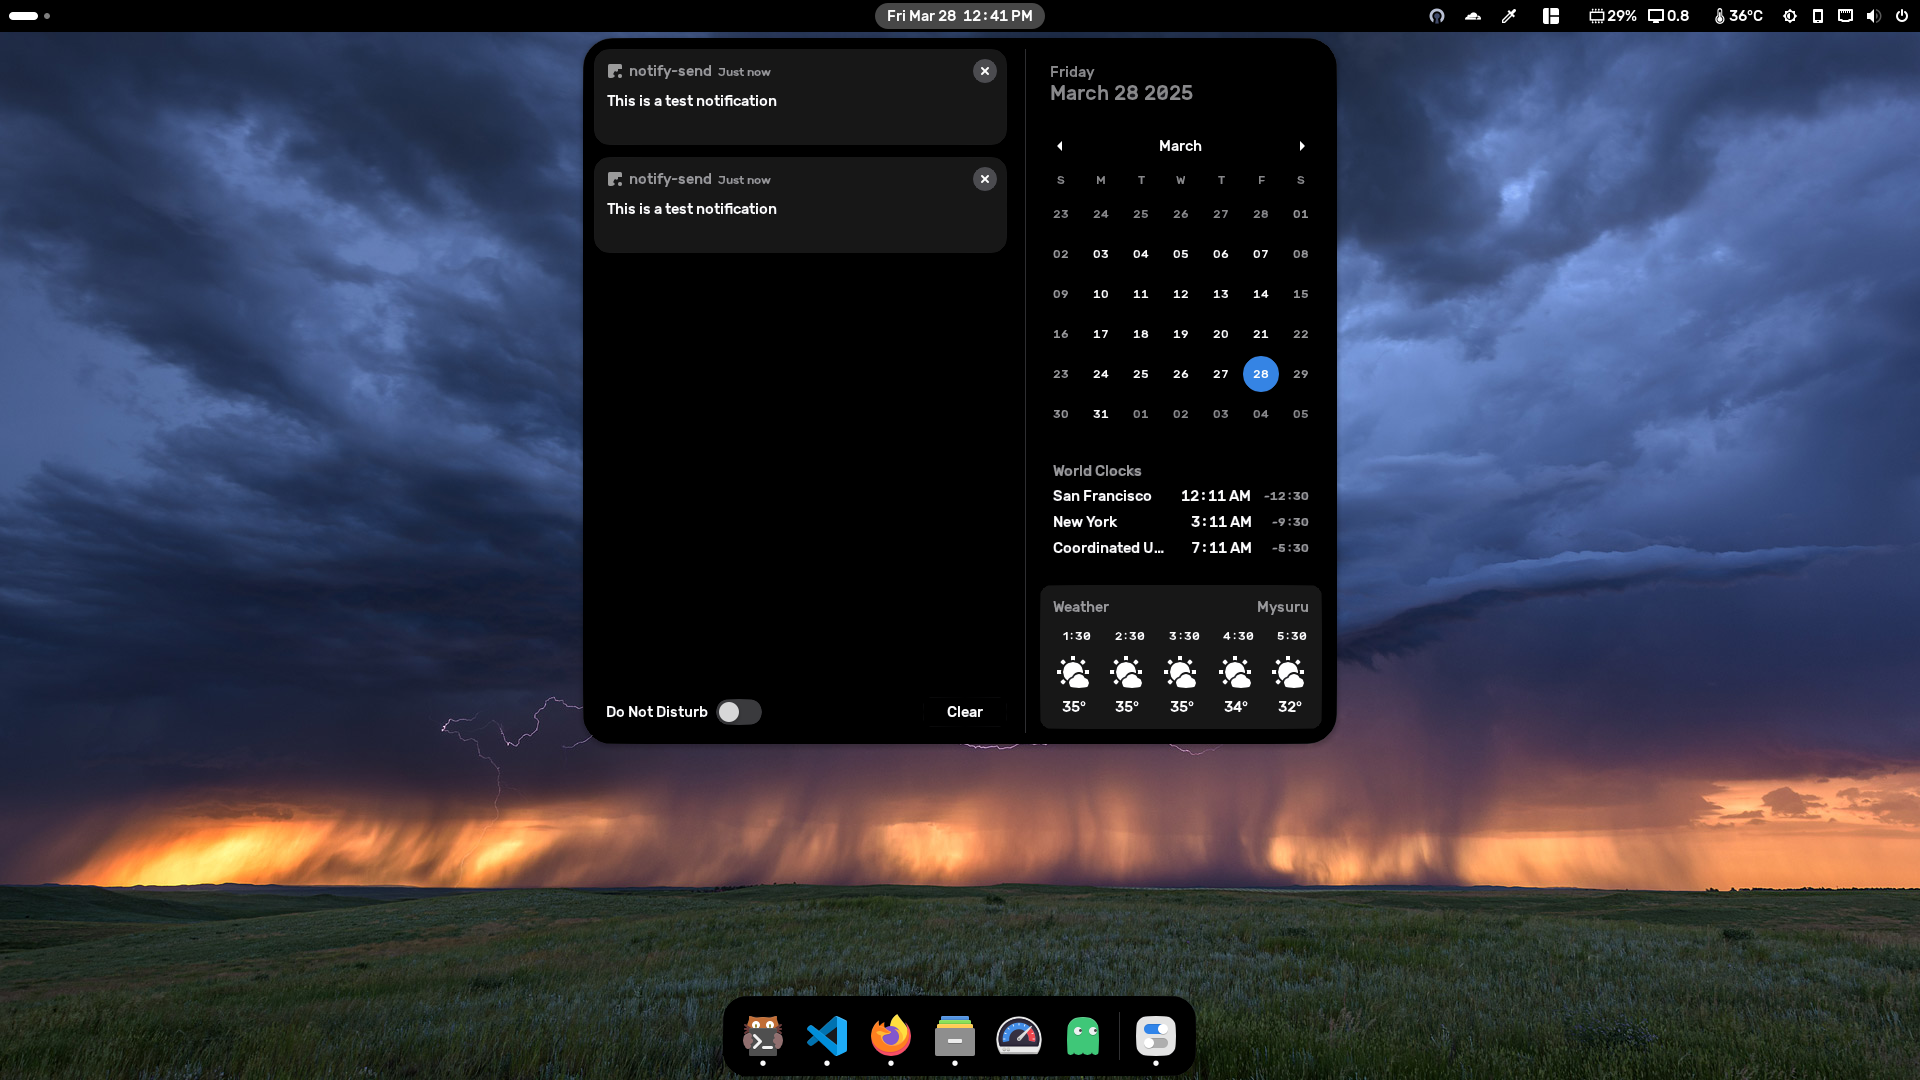 Fri Mar 28 12:41 PM
29% 0.8 36°C
notify-send Just now
This is a test notification
notify-send Just now
This is a test notification
Do Not Disturb
Clear
Friday
March 28 2025
March
S M T W T F S
23 24 25 26 27 28 01
02 03 04 05 06 07 08
09 10 11 12 13 14 15
16 17 18 19 20 21 22
23 24 25 26 27 28 29
30 31 01 02 03 04 05
World Clocks
San Francisco 12:11 AM -12:30
New York 3:11 AM -9:30
Coordinated U... 7:11 AM -5:30
Weather Mysuru
1:30 2:30 3:30 4:30 5:30
35° 35° 35° 34° 32°